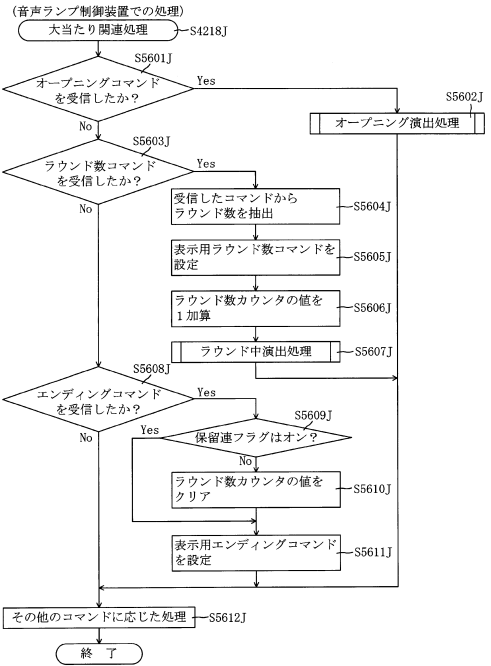 (音声ランプ制御装置での処理)
大当たり関連処理
S4218J
S5601J
オープニングコマンド
を受信したか？
Yes
No
S5602J
オープニング演出処理
S5603J
ラウンド数コマンド
を受信したか？
Yes
No
受信したコマンドから
ラウンド数を抽出
S5604J
表示用ラウンド数コマンドを
設定
S5605J
ラウンド数カウンタの値を
１加算
S5606J
ラウンド中演出処理
S5607J
S5608J
エンディングコマンド
を受信したか？
Yes
No
S5609J
保留連フラグはオン？
Yes
No
ラウンド数カウンタの値を
クリア
S5610J
表示用エンディングコマンド
を設定
S5611J
その他のコマンドに応じた処理
S5612J
終 了